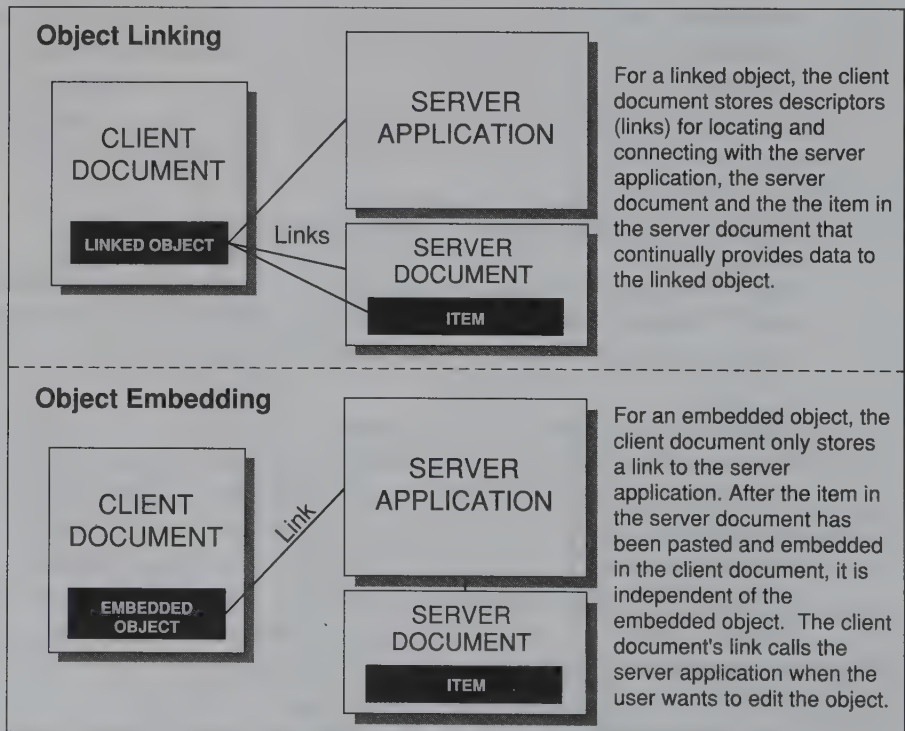 Object Linking
CLIENT
DOCUMENT
LINKED OBJECT
Links
SERVER
APPLICATION
SERVER
DOCUMENT
ITEM
For a linked object, the client
document stores descriptors
(links) for locating and
connecting with the server
application, the server
document and the the item in
the server document that
continually provides data to
the linked object.
Object Embedding
CLIENT
DOCUMENT
EMBEDDED
OBJECT
Link
SERVER
APPLICATION
SERVER
DOCUMENT
ITEM
For an embedded object, the
client document only stores
a link to the server
application. After the item in
the server document has
been pasted and embedded
in the client document, it is
independent of the
embedded object. The client
document's link calls the
server application when the
user wants to edit the object.